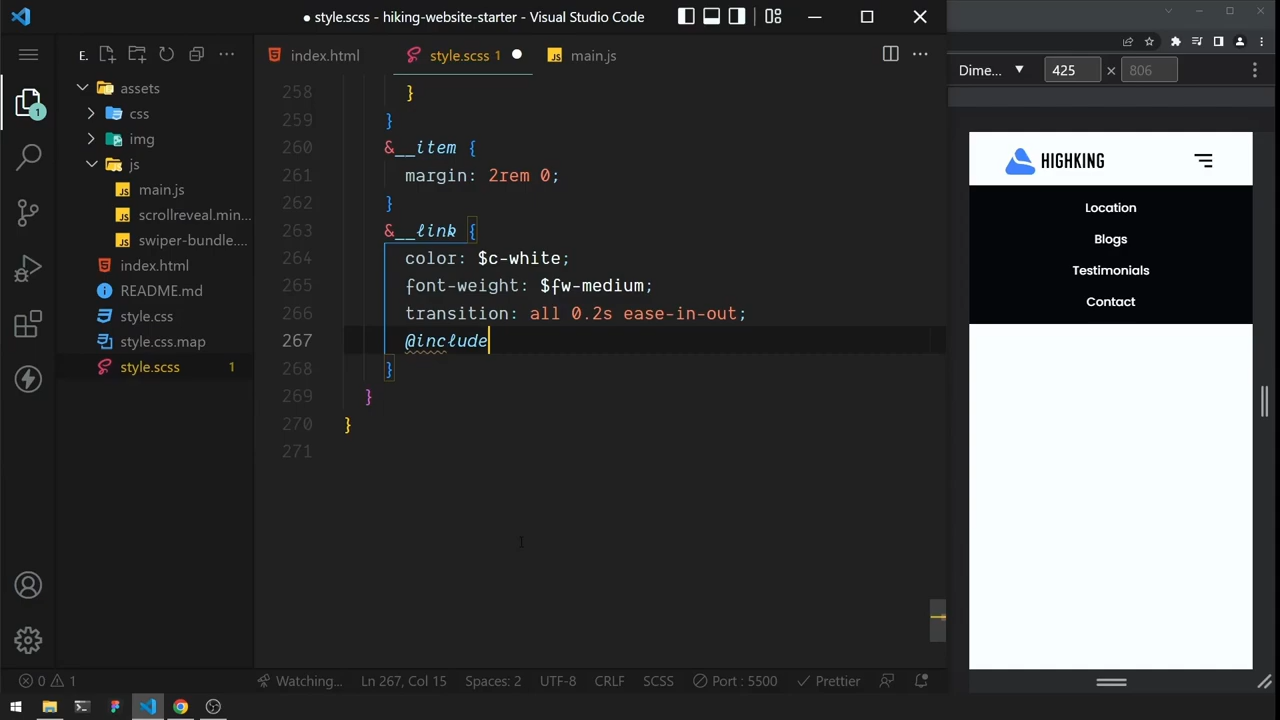 ● style.scss - hiking-website-starter - Visual Studio Code
E.
index.html
style.scss 1
main.js
assets
css
img
js
main.js
scrollreveal.min...
swiper-bundle....
index.html
README.md
style.css
style.css.map
style.scss 1
1
258 }
259 }
260 &__item {
261 margin: 2rem 0;
262 }
263 &__link {
264 color: $c-white;
265 font-weight: $fw-medium;
266 transition: all 0.2s ease-in-out;
267 @include
268 }
269 }
270 }
271
Dime...
425 × 806
HIGHKING
Location
Blogs
Testimonials
Contact
0 1
Watching...
Ln 267, Col 15
Spaces: 2
UTF-8
CRLF
SCSS
Port : 5500
Prettier